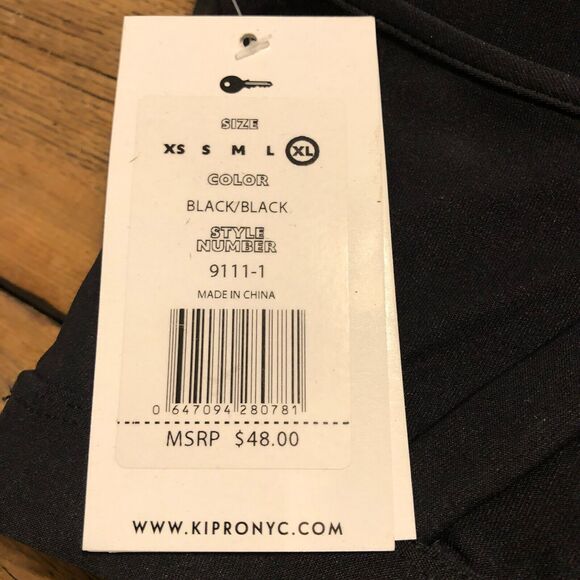 SIZE
XS S M L XL
COLOR
BLACK/BLACK
STYLE
NUMBER
9111-1
MADE IN CHINA
0 647094 280781
MSRP $48.00
WWW.KIPRONYC.COM